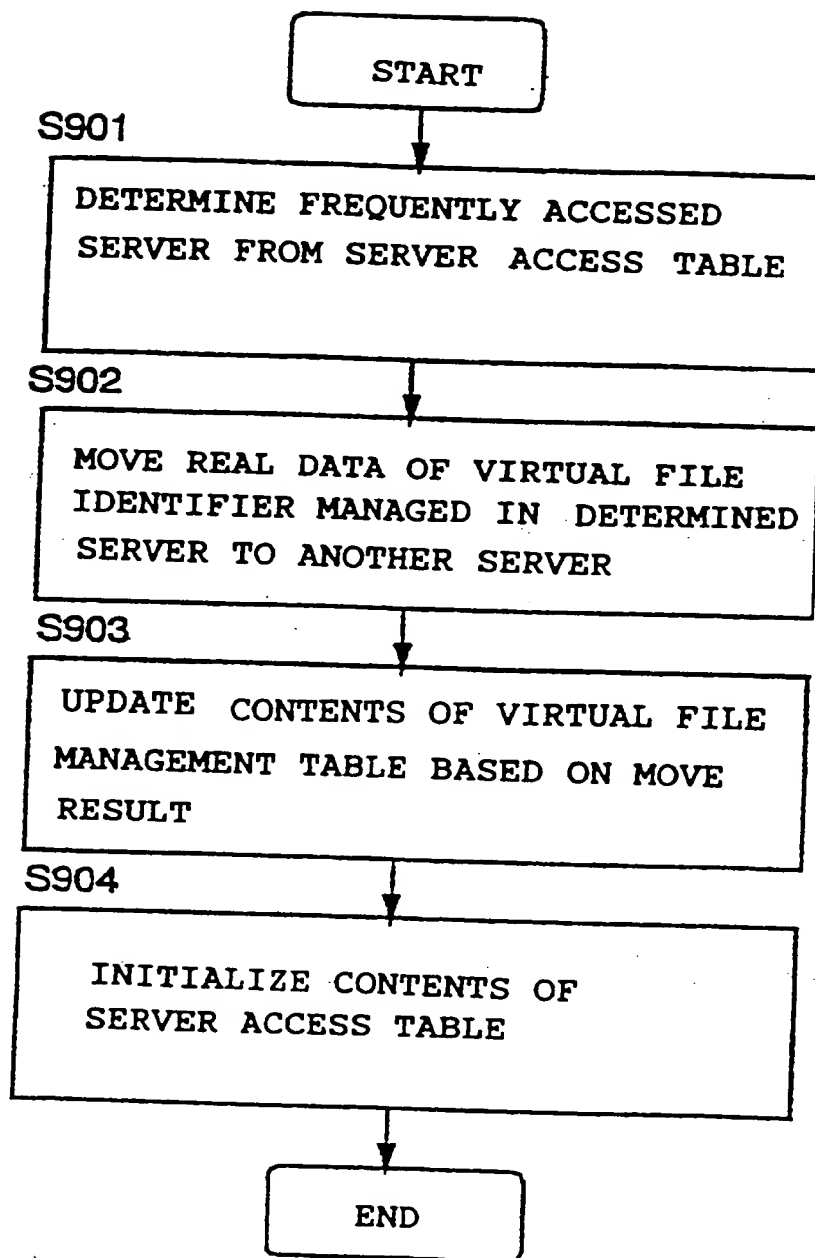 START
S901
DETERMINE FREQUENTLY ACCESSED
SERVER FROM SERVER ACCESS TABLE
S902
MOVE REAL DATA OF VIRTUAL FILE
IDENTIFIER MANAGED IN DETERMINED
SERVER TO ANOTHER SERVER
S903
UPDATE CONTENTS OF VIRTUAL FILE
MANAGEMENT TABLE BASED ON MOVE
RESULT
S904
INITIALIZE CONTENTS OF
SERVER ACCESS TABLE
END